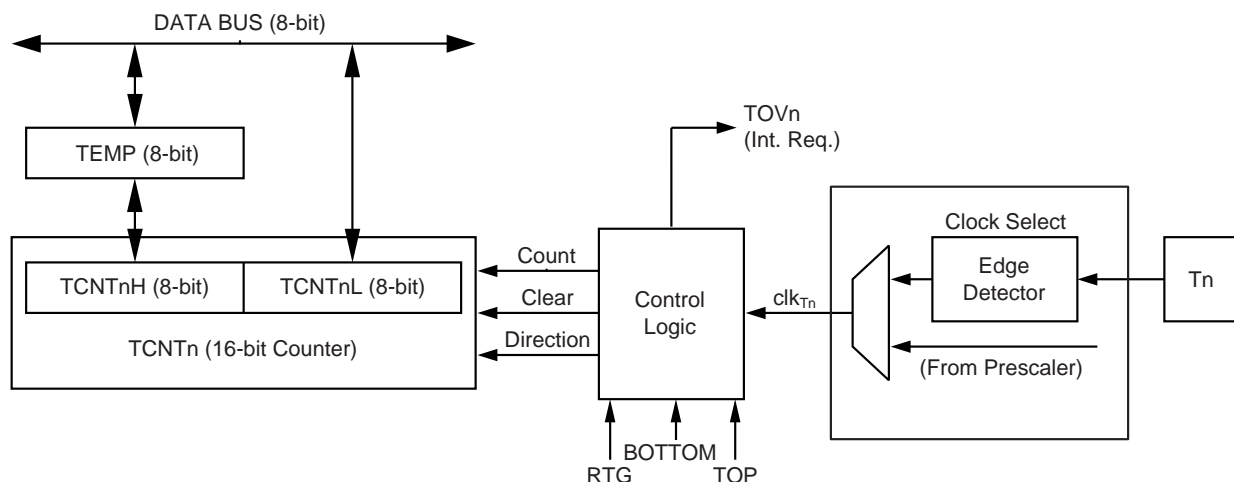 DATA BUS (8-bit)
TEMP (8-bit)
TCNTnH (8-bit)
TCNTnL (8-bit)
TCNTn (16-bit Counter)
Count
Clear
Direction
TOVn
(Int. Req.)
Control
Logic
RTG
BOTTOM
TOP
clkTn
Clock Select
Edge
Detector
(From Prescaler)
Tn